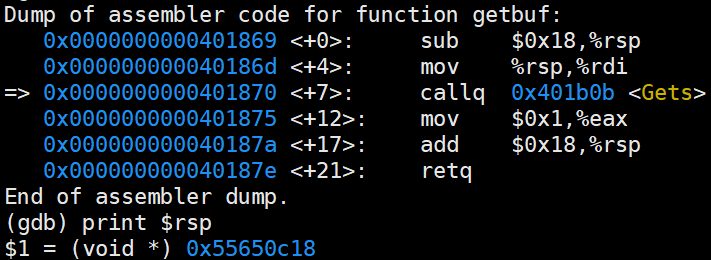 Dump of assembler code for function getbuf:
   0x0000000000401869 <+0>:     sub    $0x18,%rsp
   0x000000000040186d <+4>:     mov    %rsp,%rdi
=> 0x0000000000401870 <+7>:     callq  0x401b0b <Gets>
   0x0000000000401875 <+12>:    mov    $0x1,%eax
   0x000000000040187a <+17>:    add    $0x18,%rsp
   0x000000000040187e <+21>:    retq
End of assembler dump.
(gdb) print $rsp
$1 = (void *) 0x55650c18